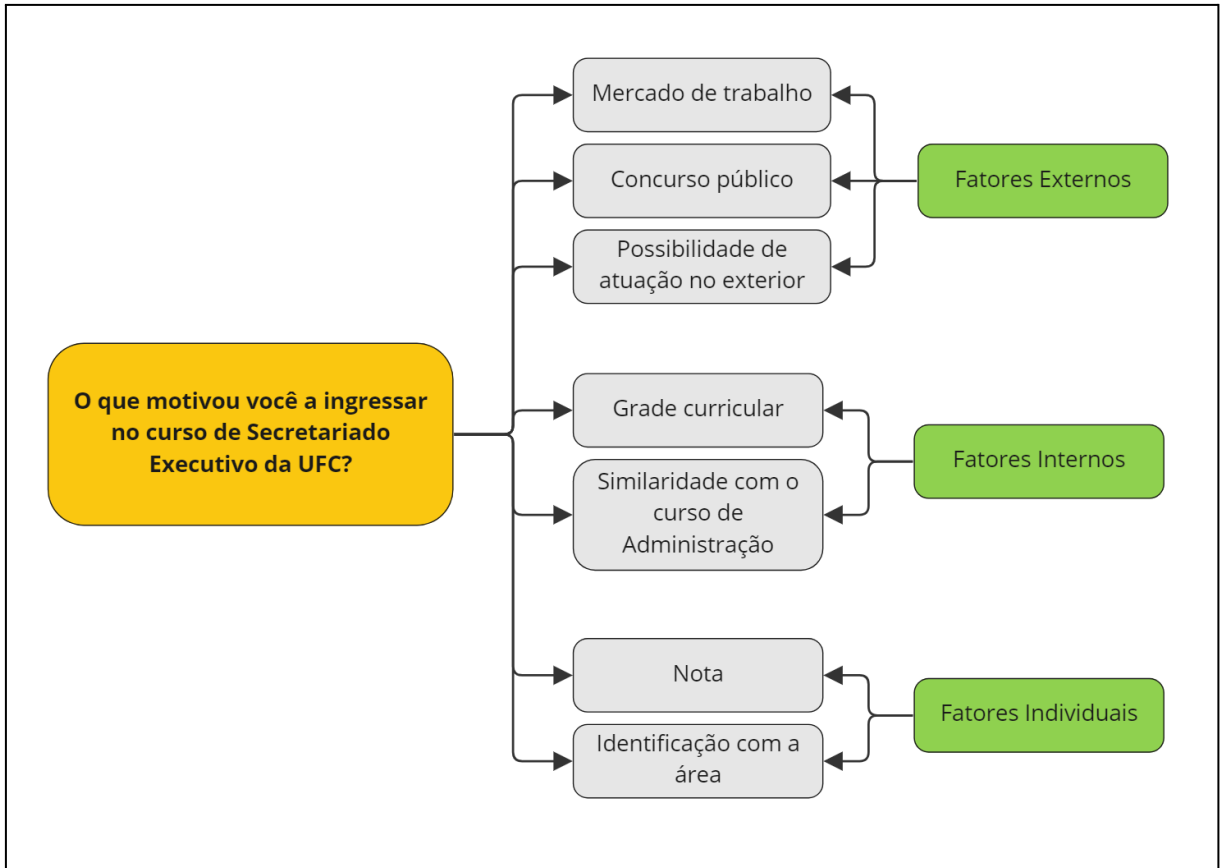 O que motivou você a ingressar
no curso de Secretariado
Executivo da UFC?
Mercado de trabalho
Concurso público
Possibilidade de
atuação no exterior
Fatores Externos
Grade curricular
Similaridade com o
curso de
Administração
Fatores Internos
Nota
Identificação com a
área
Fatores Individuais